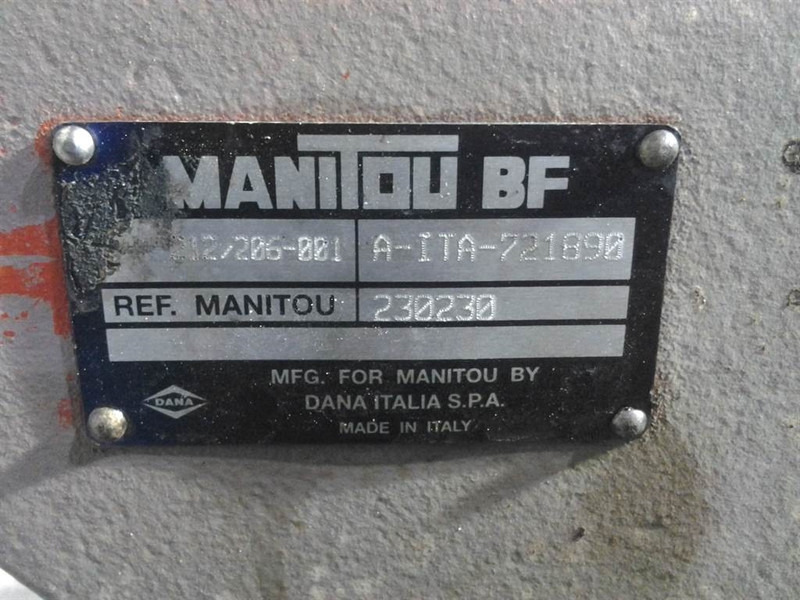 MANITOU BF
212/206-001 A-ITA-721890
REF. MANITOU 230230
MFG. FOR MANITOU BY
DANA ITALIA S.P.A.
DANA
MADE IN ITALY